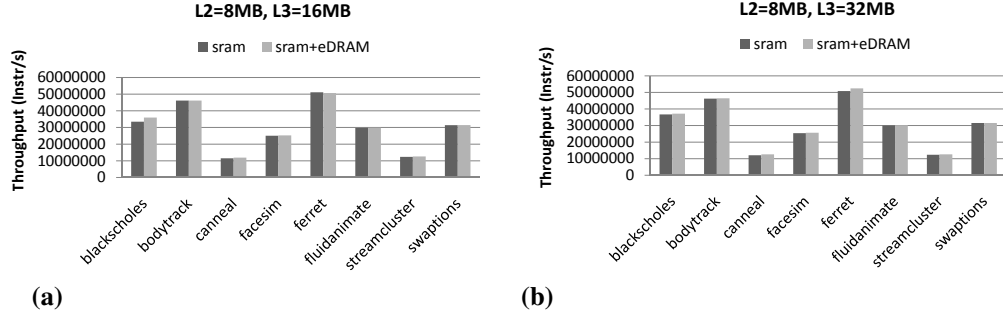 L2=8MB, L3=16MB
sram sram+eDRAM
Throughput (Instr/s)
60000000
50000000
40000000
30000000
20000000
10000000
0
blackscholes
bodytrack
canneal
facesim
ferret
fluidanimate
streamcluster
swaptions
(a)
L2=8MB, L3=32MB
sram sram+eDRAM
Throughput (Instr/s)
60000000
50000000
40000000
30000000
20000000
10000000
0
blackscholes
bodytrack
canneal
facesim
ferret
fluidanimate
streamcluster
swaptions
(b)